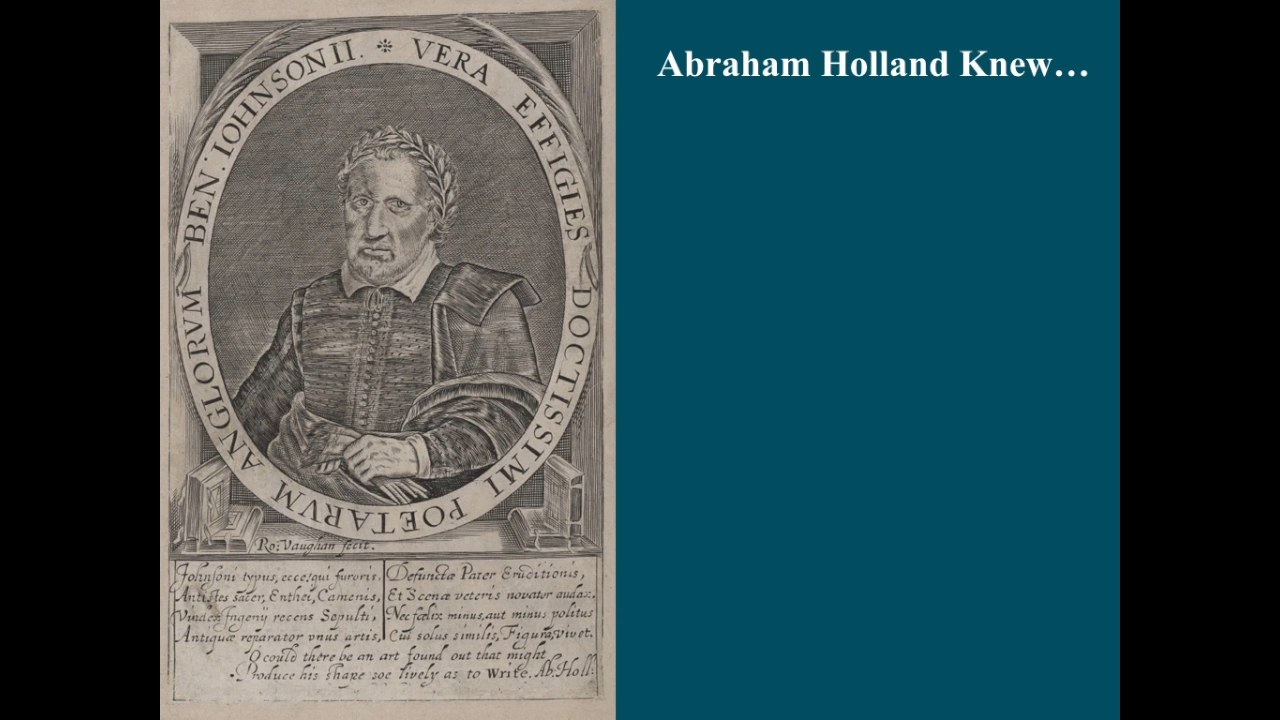 VERA EFFIGIES DOCTISSIMI POETARVM ANGLORVM BEN. IOHNSONII.
Ro: Vaughan fecit.
Johnsoni typus, ecce! qui furoris,
Antistes sacer, Enthei, Camenis,
Vindex Ingenij recens Sepulti,
Antiquæ reparator vnus artis,
Defunctæ Pater Eruditionis,
Et Scenæ veteris novator audax.
Nec fœlix minus, aut minus politus
Cui solus similis, Figura, vivet.
O could there be an art found out that might
Produce his shape soe lively as to Write. Ab: Holl:
Abraham Holland Knew…